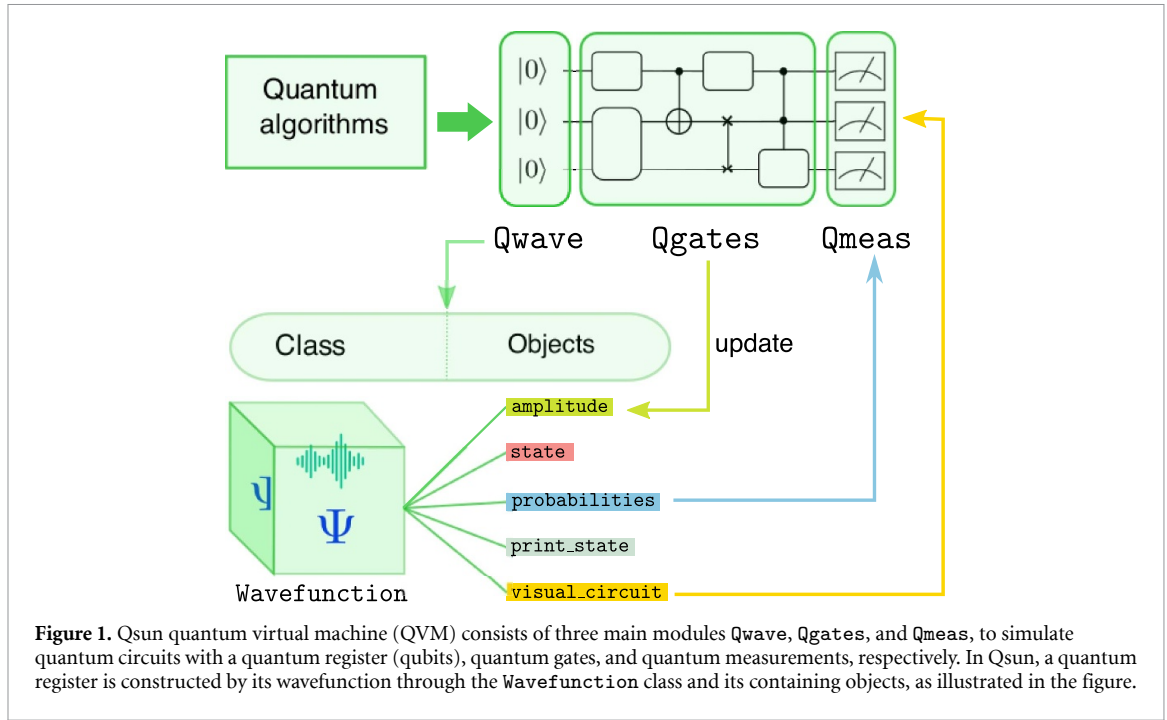 Quantum
algorithms
|0⟩
|0⟩
|0⟩
Qwave Qgates Qmeas
Class Objects
update
amplitude
state
probabilities
print_state
visual_circuit
Ψ
Ψ
Wavefunction
Figure 1. Qsun quantum virtual machine (QVM) consists of three main modules Qwave, Qgates, and Qmeas, to simulate
quantum circuits with a quantum register (qubits), quantum gates, and quantum measurements, respectively. In Qsun, a quantum
register is constructed by its wavefunction through the Wavefunction class and its containing objects, as illustrated in the figure.